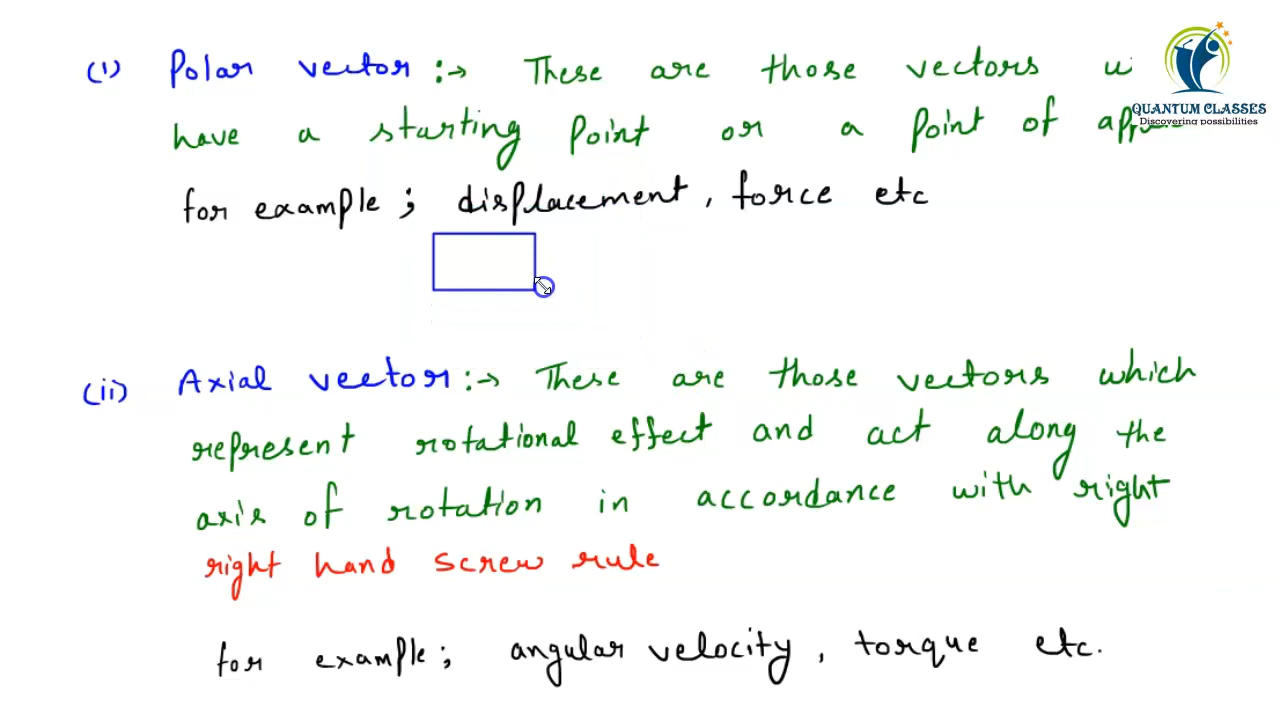 (i) Polar vector :→ These are those vectors
QUANTUM CLASSES
Discovering possibilities
have a starting point or a point of
for example ; displacement , force etc
(ii) Axial vector :→ These are those vectors which
represent rotational effect and act along the
axis of rotation in accordance with right
right hand screw rule
for example ; angular velocity , torque etc.